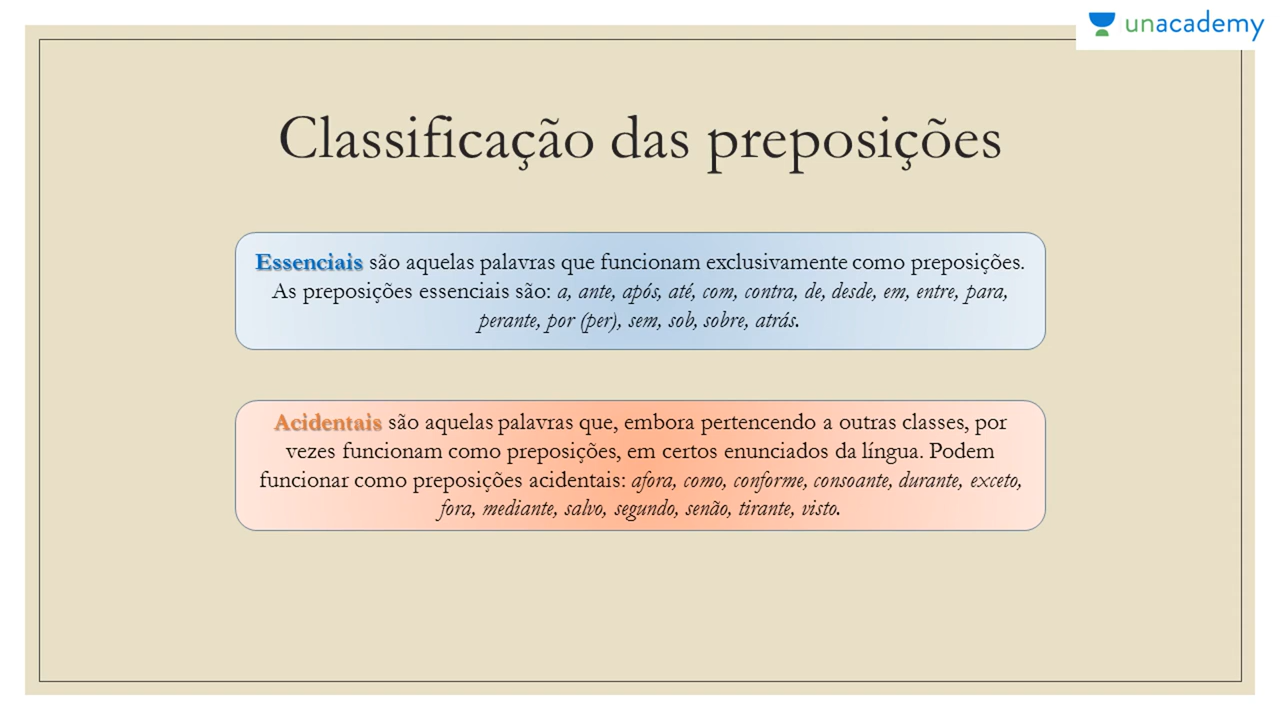 unacademy
Classificação das preposições
Essenciais são aquelas palavras que funcionam exclusivamente como preposições.
As preposições essenciais são: a, ante, após, até, com, contra, de, desde, em, entre, para,
perante, por (per), sem, sob, sobre, atrás.
Acidentais são aquelas palavras que, embora pertencendo a outras classes, por
vezes funcionam como preposições, em certos enunciados da língua. Podem
funcionar como preposições acidentais: afora, como, conforme, consoante, durante, exceto,
fora, mediante, salvo, segundo, senão, tirante, visto.